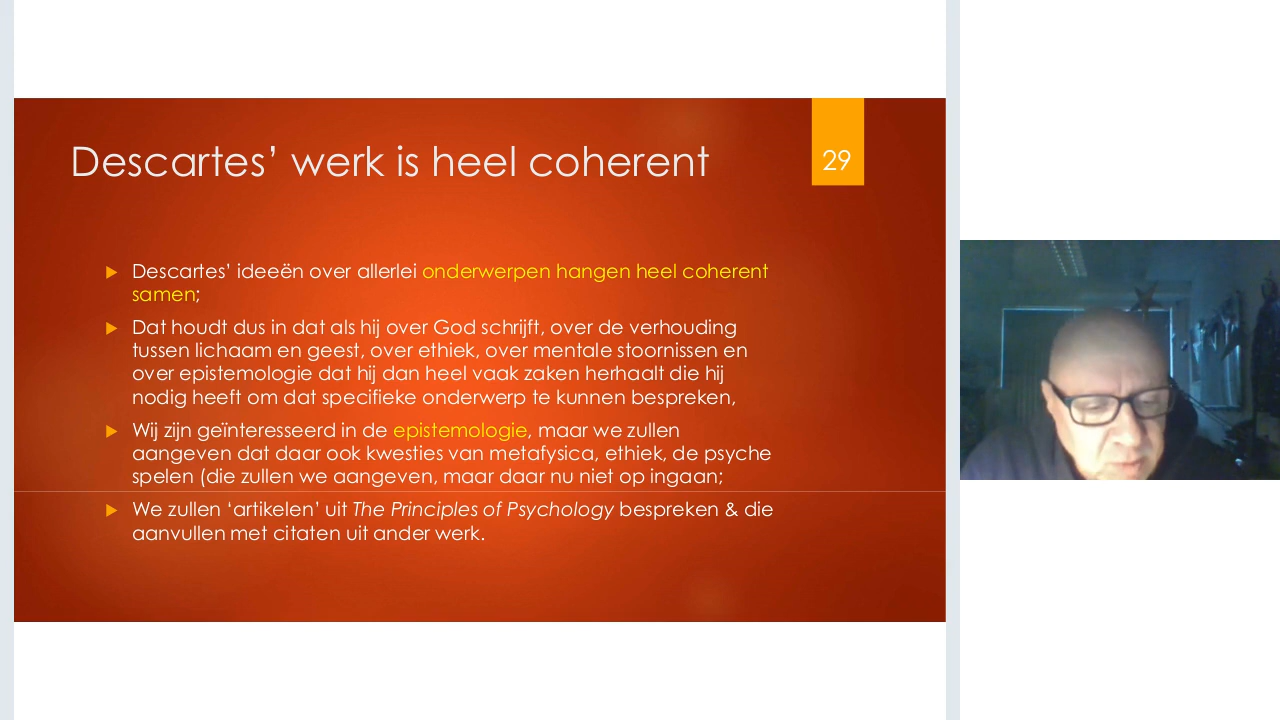 Descartes’ werk is heel coherent
29
Descartes’ ideeën over allerlei onderwerpen hangen heel coherent
samen;
Dat houdt dus in dat als hij over God schrijft, over de verhouding
tussen lichaam en geest, over ethiek, over mentale stoornissen en
over epistemologie dat hij dan heel vaak zaken herhaalt die hij
nodig heeft om dat specifieke onderwerp te kunnen bespreken,
Wij zijn geïnteresseerd in de epistemologie, maar we zullen
aangeven dat daar ook kwesties van metafysica, ethiek, de psyche
spelen (die zullen we aangeven, maar daar nu niet op ingaan;
We zullen ‘artikelen’ uit The Principles of Psychology bespreken & die
aanvullen met citaten uit ander werk.